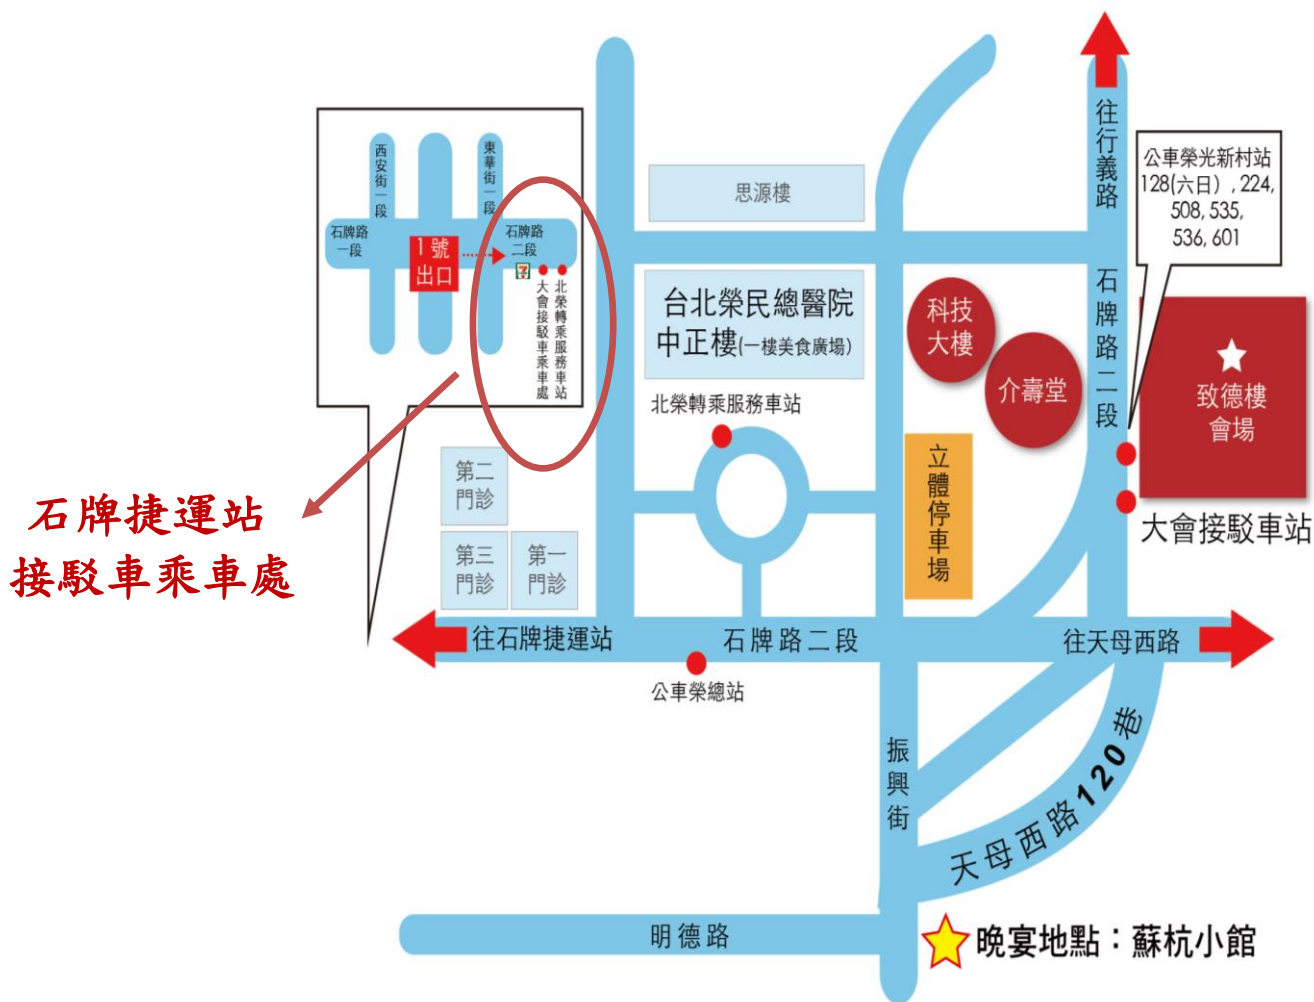 往行義路
公車榮光新村站
128(六日）, 224,
508, 535,
536, 601
西安街一段
東華街一段
石牌路
一段
石牌路
二段
1號
出口
7
大會接駁車乘車處
北榮轉乘服務車站
思源樓
台北榮民總醫院
中正樓(一樓美食廣場)
科技
大樓
介壽堂
石牌路二段
致德樓
會場
北榮轉乘服務車站
立體停車場
第二
門診
第三
門診
第一
門診
大會接駁車站
石牌捷運站
接駁車乘車處
往石牌捷運站
石牌路二段
往天母西路
公車榮總站
振興街
天母西路120巷
明德路
晚宴地點：蘇杭小館